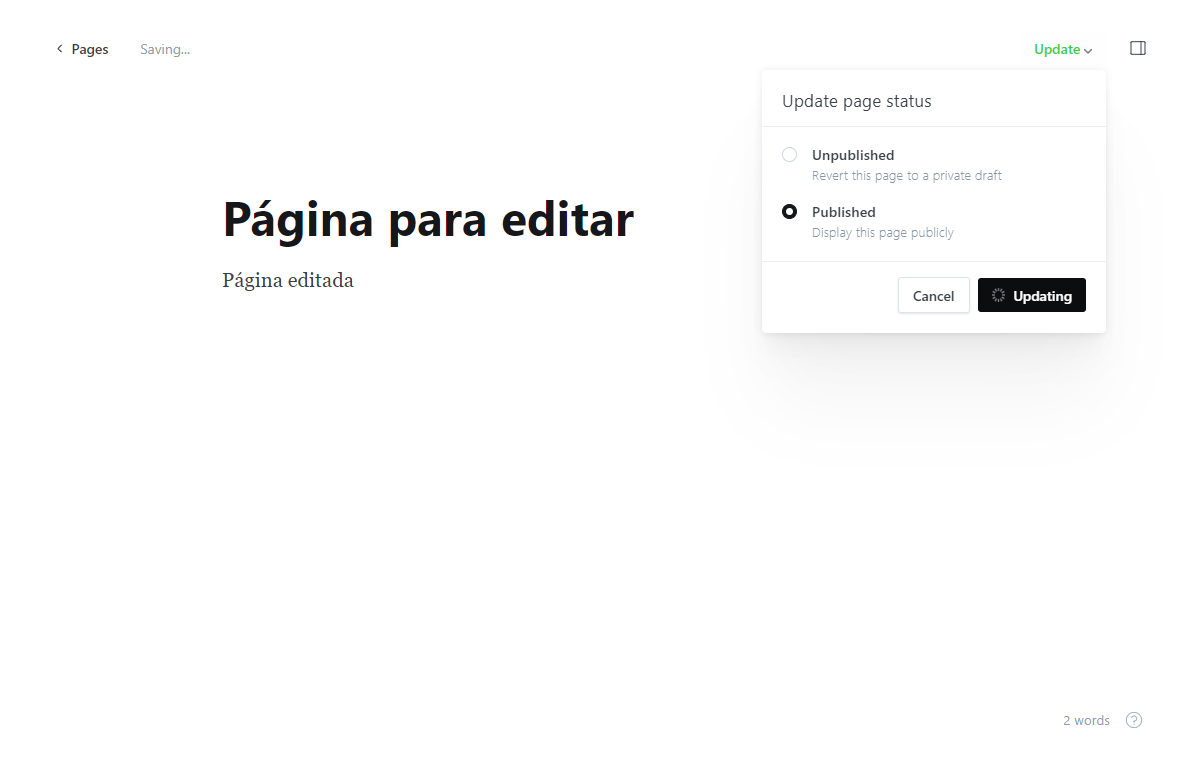 Pages
Saving...
Update
Update page status
Unpublished
Revert this page to a private draft
Published
Display this page publicly
Cancel
Updating
Página para editar
Página editada
2 words
?